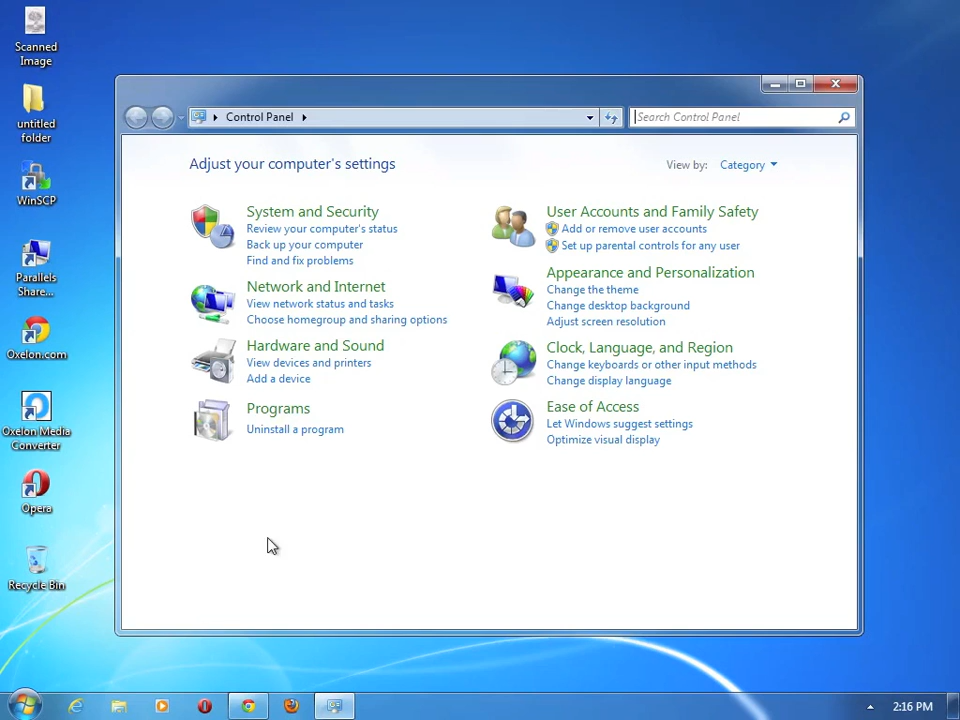 Scanned
Image
untitled
folder
WinSCP
Parallels
Share...
Oxelon.com
Oxelon Media
Converter
Opera
Recycle Bin
Control Panel
Search Control Panel
Adjust your computer's settings
View by: Category
System and Security
Review your computer's status
Back up your computer
Find and fix problems
Network and Internet
View network status and tasks
Choose homegroup and sharing options
Hardware and Sound
View devices and printers
Add a device
Programs
Uninstall a program
User Accounts and Family Safety
Add or remove user accounts
Set up parental controls for any user
Appearance and Personalization
Change the theme
Change desktop background
Adjust screen resolution
Clock, Language, and Region
Change keyboards or other input methods
Change display language
Ease of Access
Let Windows suggest settings
Optimize visual display
2:16 PM